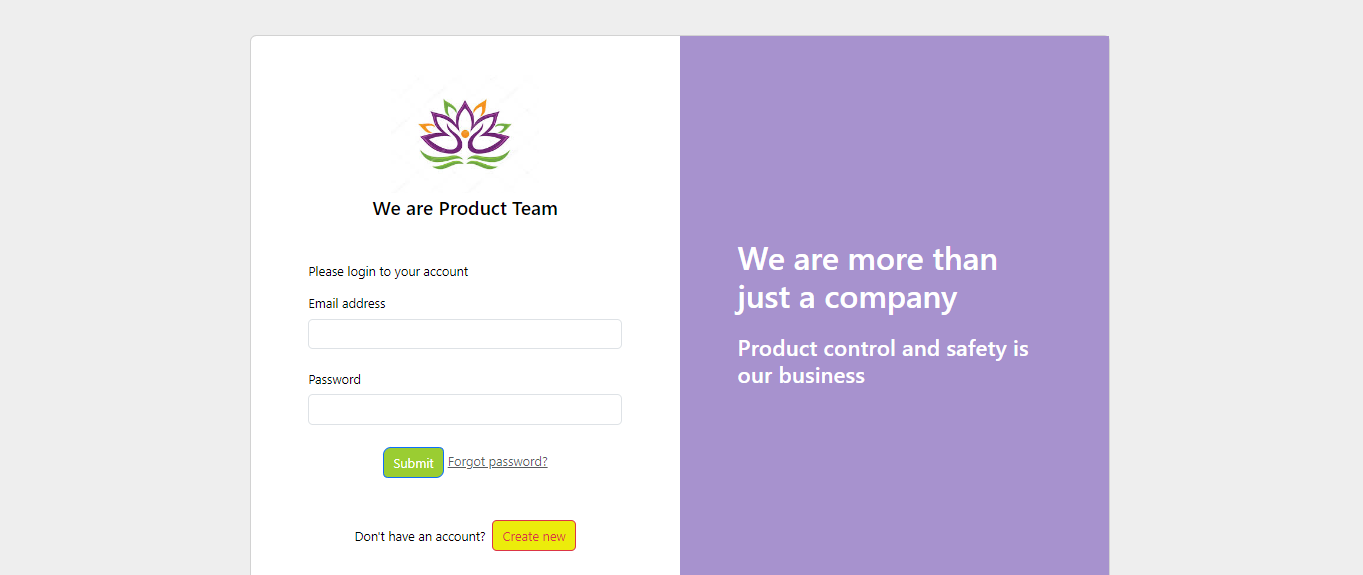 We are Product Team
Please login to your account
Email address
Password
Submit Forgot password?
Don't have an account? Create new
We are more than
just a company
Product control and safety is
our business